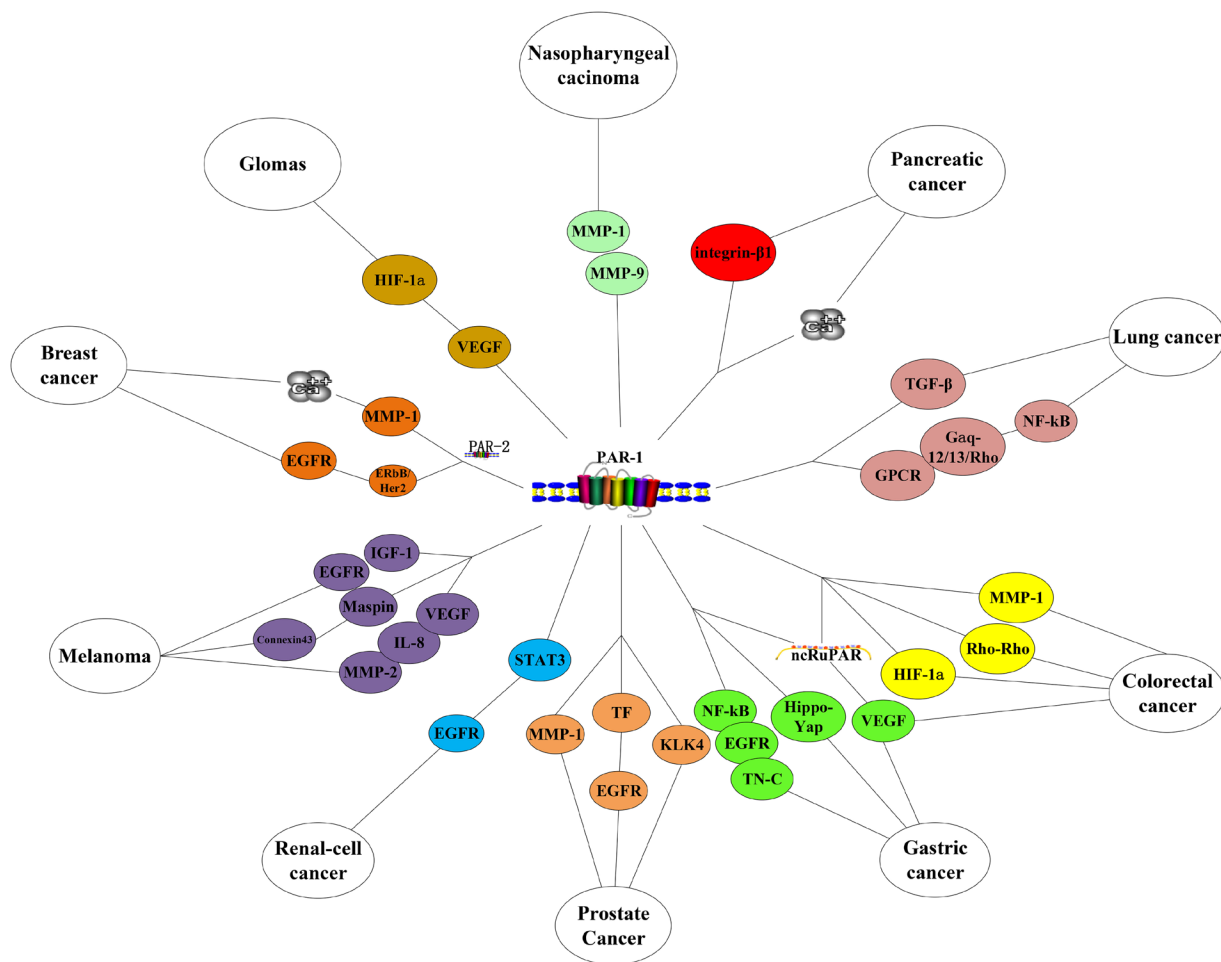 Nasopharyngeal
cacinoma
Glomas
Pancreatic
cancer
MMP-1
MMP-9
integrin-β1
HIF-1a
VEGF
ca++
Breast
cancer
Lung cancer
ca++
TGF-β
MMP-1
NF-kB
PAR-2
PAR-1
Gaq-
12/13/Rho
EGFR
ERbB/
Her2
GPCR
IGF-1
EGFR
Maspin
VEGF
Connexin43
IL-8
MMP-2
Melanoma
STAT3
ncRuPAR
MMP-1
Rho-Rho
HIF-1a
Colorectal
cancer
EGFR
MMP-1
TF
KLK4
EGFR
NF-kB
EGFR
TN-C
Hippo-
Yap
VEGF
Renal-cell
cancer
Prostate
Cancer
Gastric
cancer